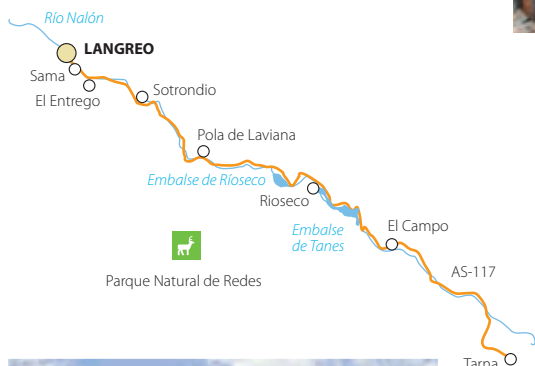 Río Nalón
LANGREO
Sama
El Entrego
Sotrondio
Pola de Laviana
Embalse de Ríoseco
Rioseco
Embalse
de Tanes
El Campo
Parque Natural de Redes
AS-117
Tarna